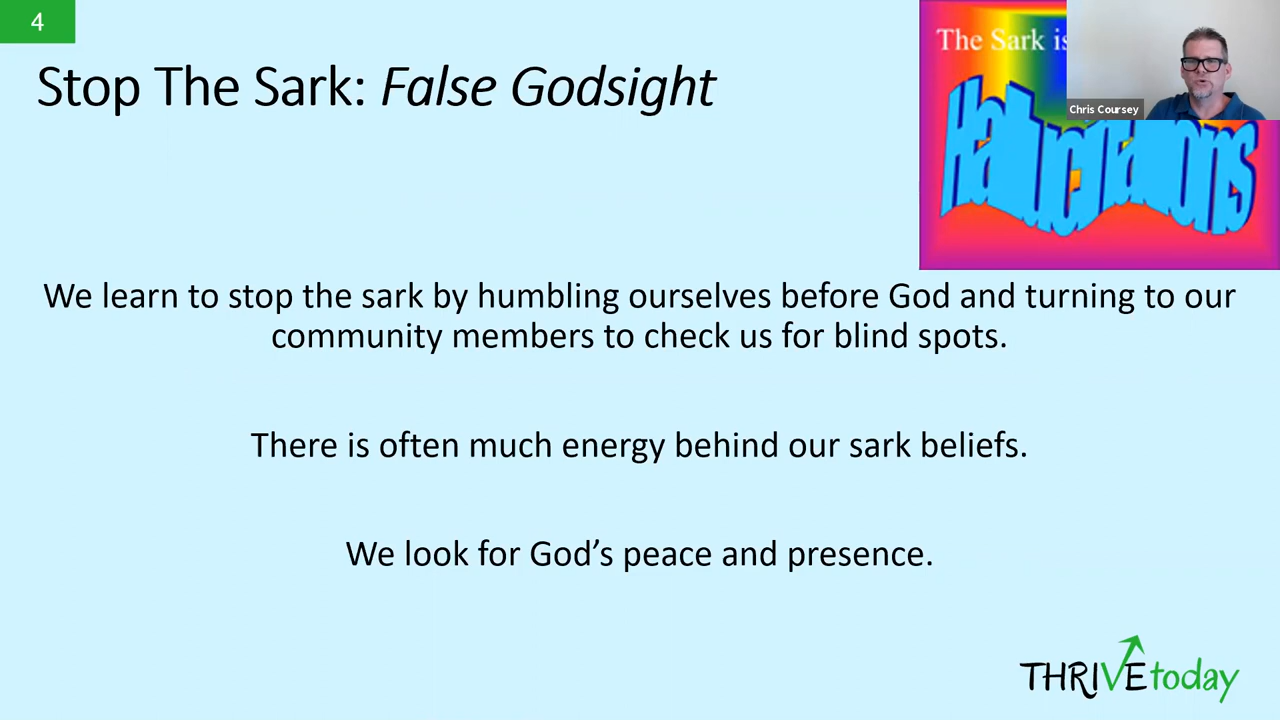 4
Stop The Sark: False Godsight
The Sark is
Chris Coursey
Hallucinations
We learn to stop the sark by humbling ourselves before God and turning to our
community members to check us for blind spots.
There is often much energy behind our sark beliefs.
We look for God’s peace and presence.
THRIVEtoday